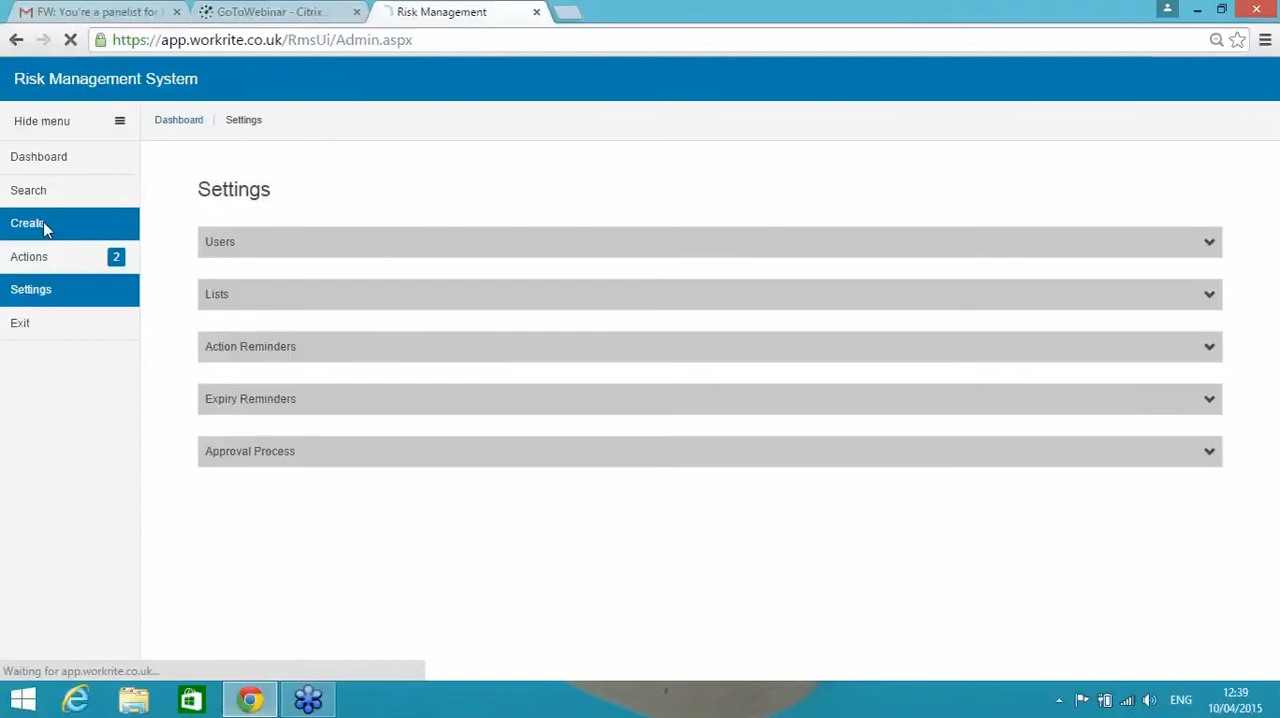 FW: You're a panelist for
GoToWebinar - Citrix
Risk Management
https://app.workrite.co.uk/RmsUi/Admin.aspx
Risk Management System
Hide menu
Dashboard
Settings
Dashboard
Search
Create
Actions
2
Settings
Exit
Settings
Users
Lists
Action Reminders
Expiry Reminders
Approval Process
Waiting for app.workrite.co.uk...
ENG
12:39
10/04/2015